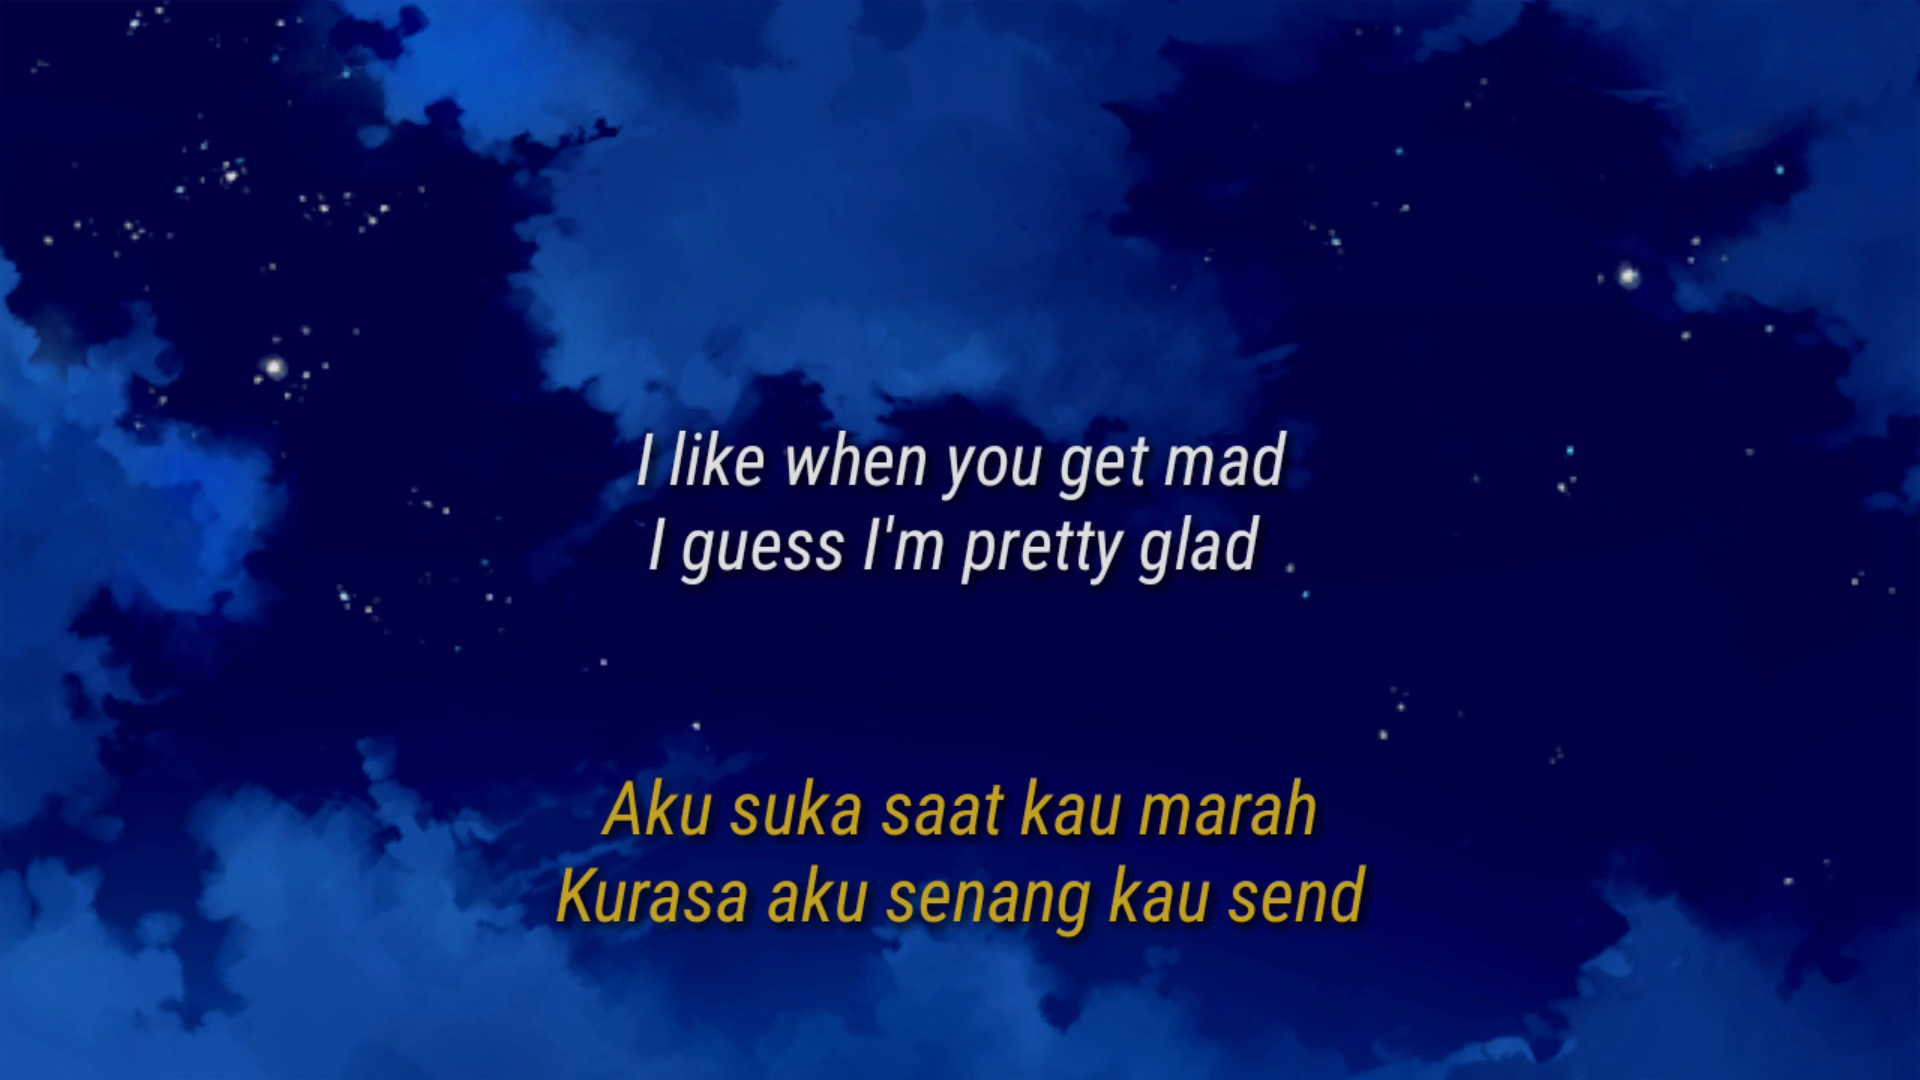 I like when you get mad
I guess I'm pretty glad
Aku suka saat kau marah
Kurasa aku senang kau send